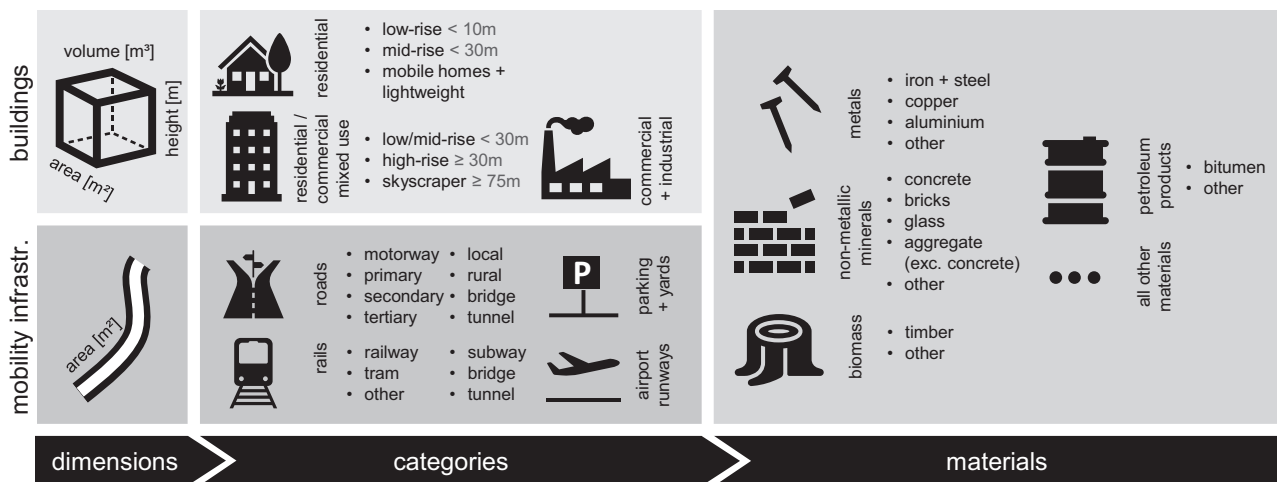 buildings
volume [m³]
height [m]
area [m²]
residential
• low-rise < 10m
• mid-rise < 30m
• mobile homes +
lightweight
residential /
commercial
mixed use
• low/mid-rise < 30m
• high-rise ≥ 30m
• skyscraper ≥ 75m
commercial
+ industrial
mobility infrastr.
area [m²]
roads
• motorway
• primary
• secondary
• tertiary
• local
• rural
• bridge
• tunnel
P
parking
+ yards
rails
• railway
• tram
• other
• subway
• bridge
• tunnel
airport
runways
metals
• iron + steel
• copper
• aluminium
• other
non-metallic
minerals
• concrete
• bricks
• glass
• aggregate
(exc. concrete)
• other
biomass
• timber
• other
petroleum
products
• bitumen
• other
all other
materials
dimensions
categories
materials